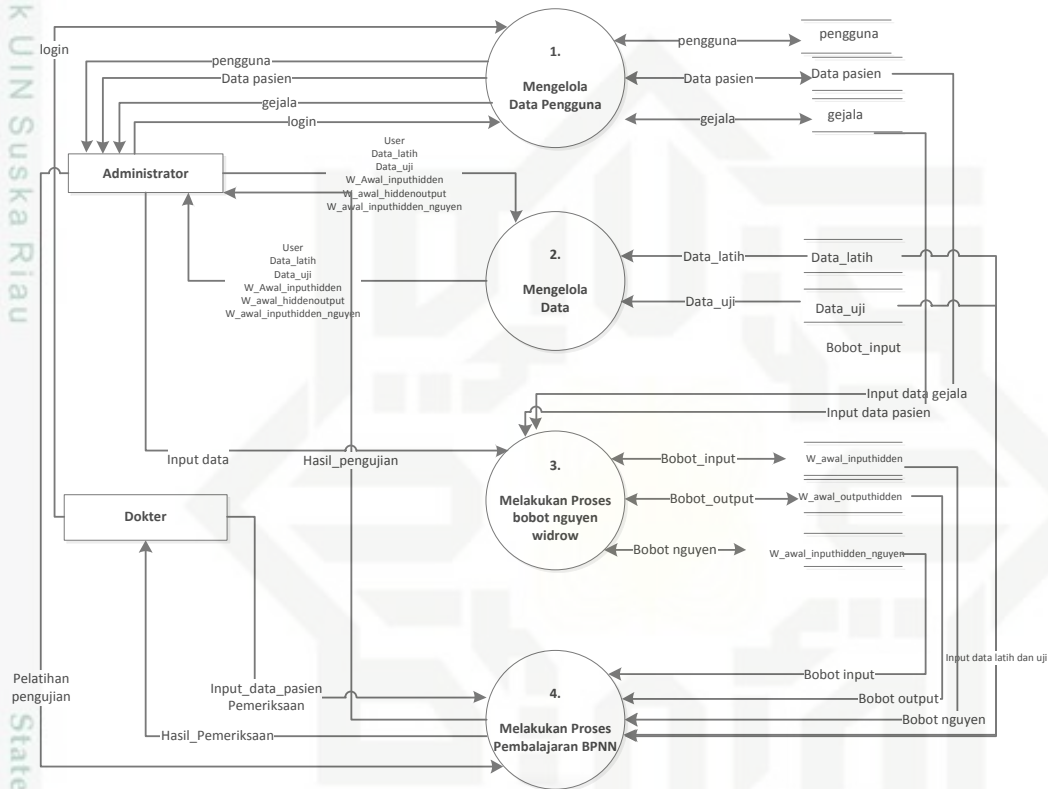 k UIN Suska Riau
State
login
pengguna
Data pasien
gejala
login
1.
Mengelola
Data Pengguna
pengguna
Data pasien
gejala
pengguna
Data pasien
gejala
Administrator
User
Data_latih
Data_uji
W_Awal_inputhidden
W_awal_hiddenoutput
W_awal_inputhidden_nguyen
User
Data_latih
Data_uji
W_Awal_inputhidden
W_awal_hiddenoutput
W_awal_inputhidden_nguyen
2.
Mengelola
Data
Data_latih
Data_uji
Data_latih
Data_uji
Bobot_input
Input data gejala
Input data pasien
Input data
Hasil_pengujian
3.
Melakukan Proses
bobot nguyen
widrow
Bobot_input
Bobot_output
Bobot nguyen
W_awal_inputhidden
W_awal_outputhidden
W_awal_inputhidden_nguyen
Dokter
Pelatihan
pengujian
Input_data_pasien
Pemeriksaan
Hasil_Pemeriksaan
4.
Melakukan Proses
Pembalajaran BPNN
Input data latih dan uji
Bobot input
Bobot output
Bobot nguyen